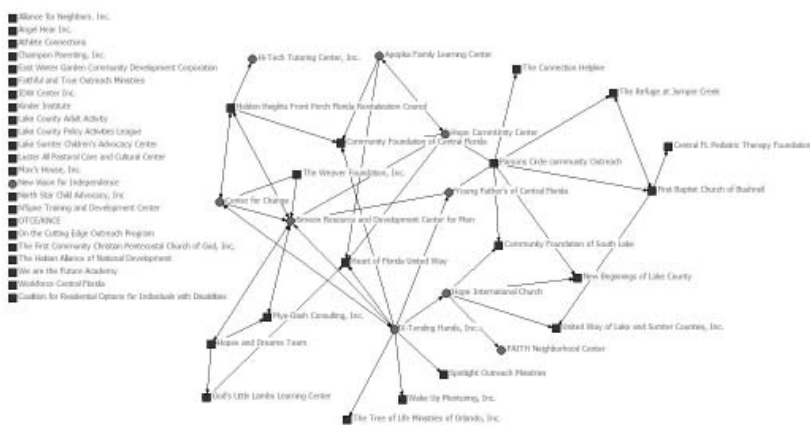 Alliance for Neighbors, Inc.
Angel Hear Inc.
Athlete Connections
Champion Parenting, Inc.
East Winter Garden Community Development Corporation
Faithful and True Outreach Ministries
IDW Center Inc.
Kinder Institute
Lake County Adult Activity
Lake County Policy Activities League
Lake Sumter Children's Advocacy Center
Luster All Pastoral Care and Cultural Center
Max's House, Inc.
New Vision for Independence
North Star Child Advocacy, Inc
Training and Development Center
OTCE/KNCE
On the Cutting Edge Outreach Program
The First Community Christian Pentecostal Church of God, Inc.
The Haitian Alliance of National Development
We are the Future Academy
Workforce Central Florida
Coalition for Residential Options for Individuals with Disabilities
Hi-Tech Tutoring Center, Inc.
Apopka Family Learning Center
The Connection Helpline
The Refuge at Jumper Creek
Holden Heights Front Porch Florida Revitalization Council
Hope Community Center
Community Foundation of Central Florida
Central FL Pediatric Therapy Foundation
Parsons Circle community Outreach
The Weaver Foundation, Inc.
First Baptist Church of Bushnell
Young Father's of Central Florida
Center for Change
Resource and Development Center for Men
Community Foundation of South Lake
Heart of Florida United Way
New Beginnings of Lake County
Hope International Church
Mya-Dash Consulting, Inc.
X-Tending Hands, Inc.
United Way of Lake and Sumter Counties, Inc.
Hopes and Dreams Team
FAITH Neighborhood Center
Spotlight Outreach Ministries
God's Little Lambs Learning Center
Wake Up Mentoring, Inc.
The Tree of Life Ministries of Orlando, Inc.